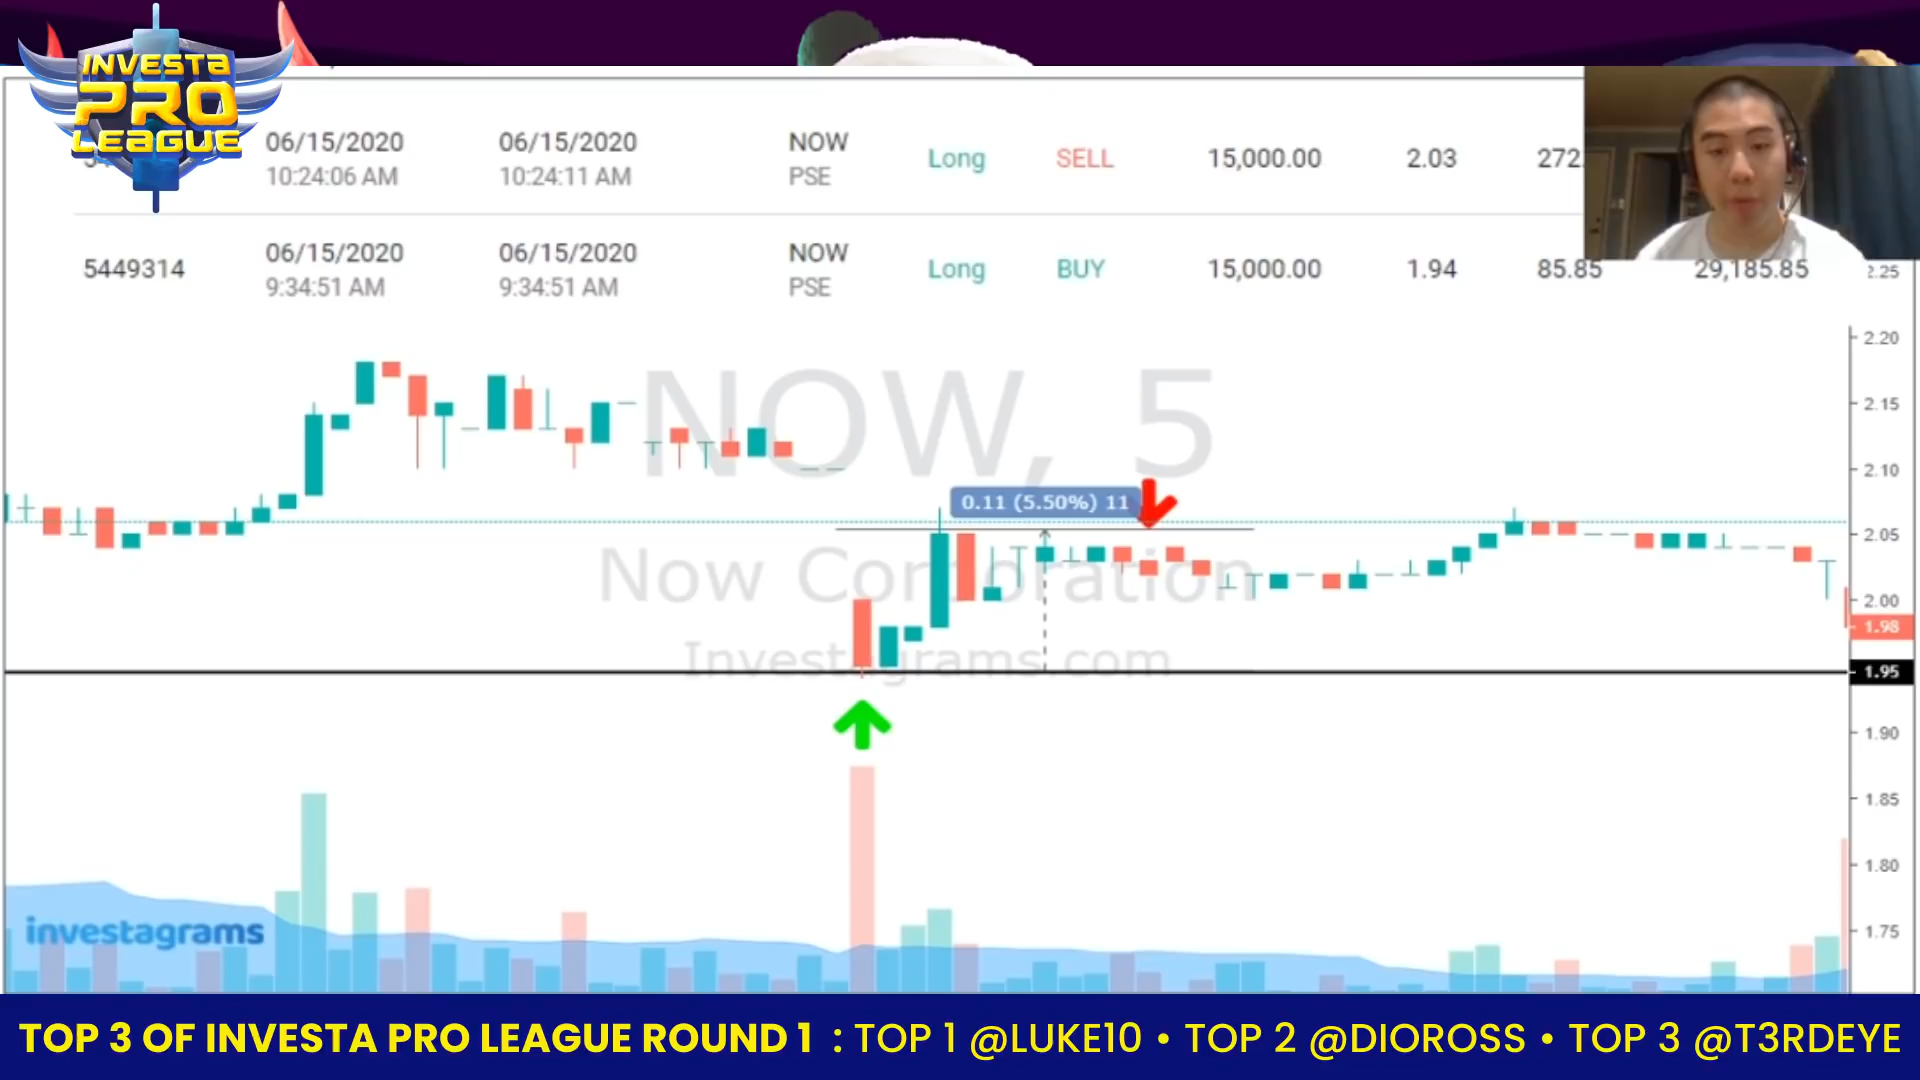 INVESTA
PRO
LEAGUE
06/15/2020 06/15/2020 NOW
Long SELL 15,000.00 2.03 272.
10:24:06 AM 10:24:11 AM PSE
06/15/2020 06/15/2020 NOW
5449314 Long BUY 15,000.00 1.94 85.85 29,185.85
9:34:51 AM 9:34:51 AM PSE
2.25
2.20
NOW, 5
2.15
2.10
0.11 (5.50%) 11
2.05
Now Corporation
2.00
1.98
Investagrams.com
1.95
1.90
1.85
1.80
investagrams
1.75
TOP 3 OF INVESTA PRO LEAGUE ROUND 1 : TOP 1 @LUKE10 • TOP 2 @DIOROSS • TOP 3 @T3RDEYE